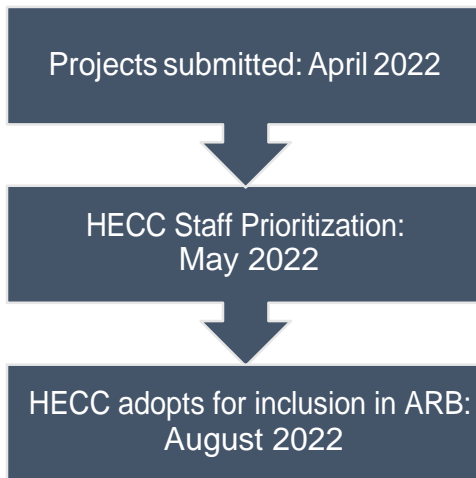 Projects submitted: April 2022
HECC Staff Prioritization:
May 2022
HECC adopts for inclusion in ARB:
August 2022